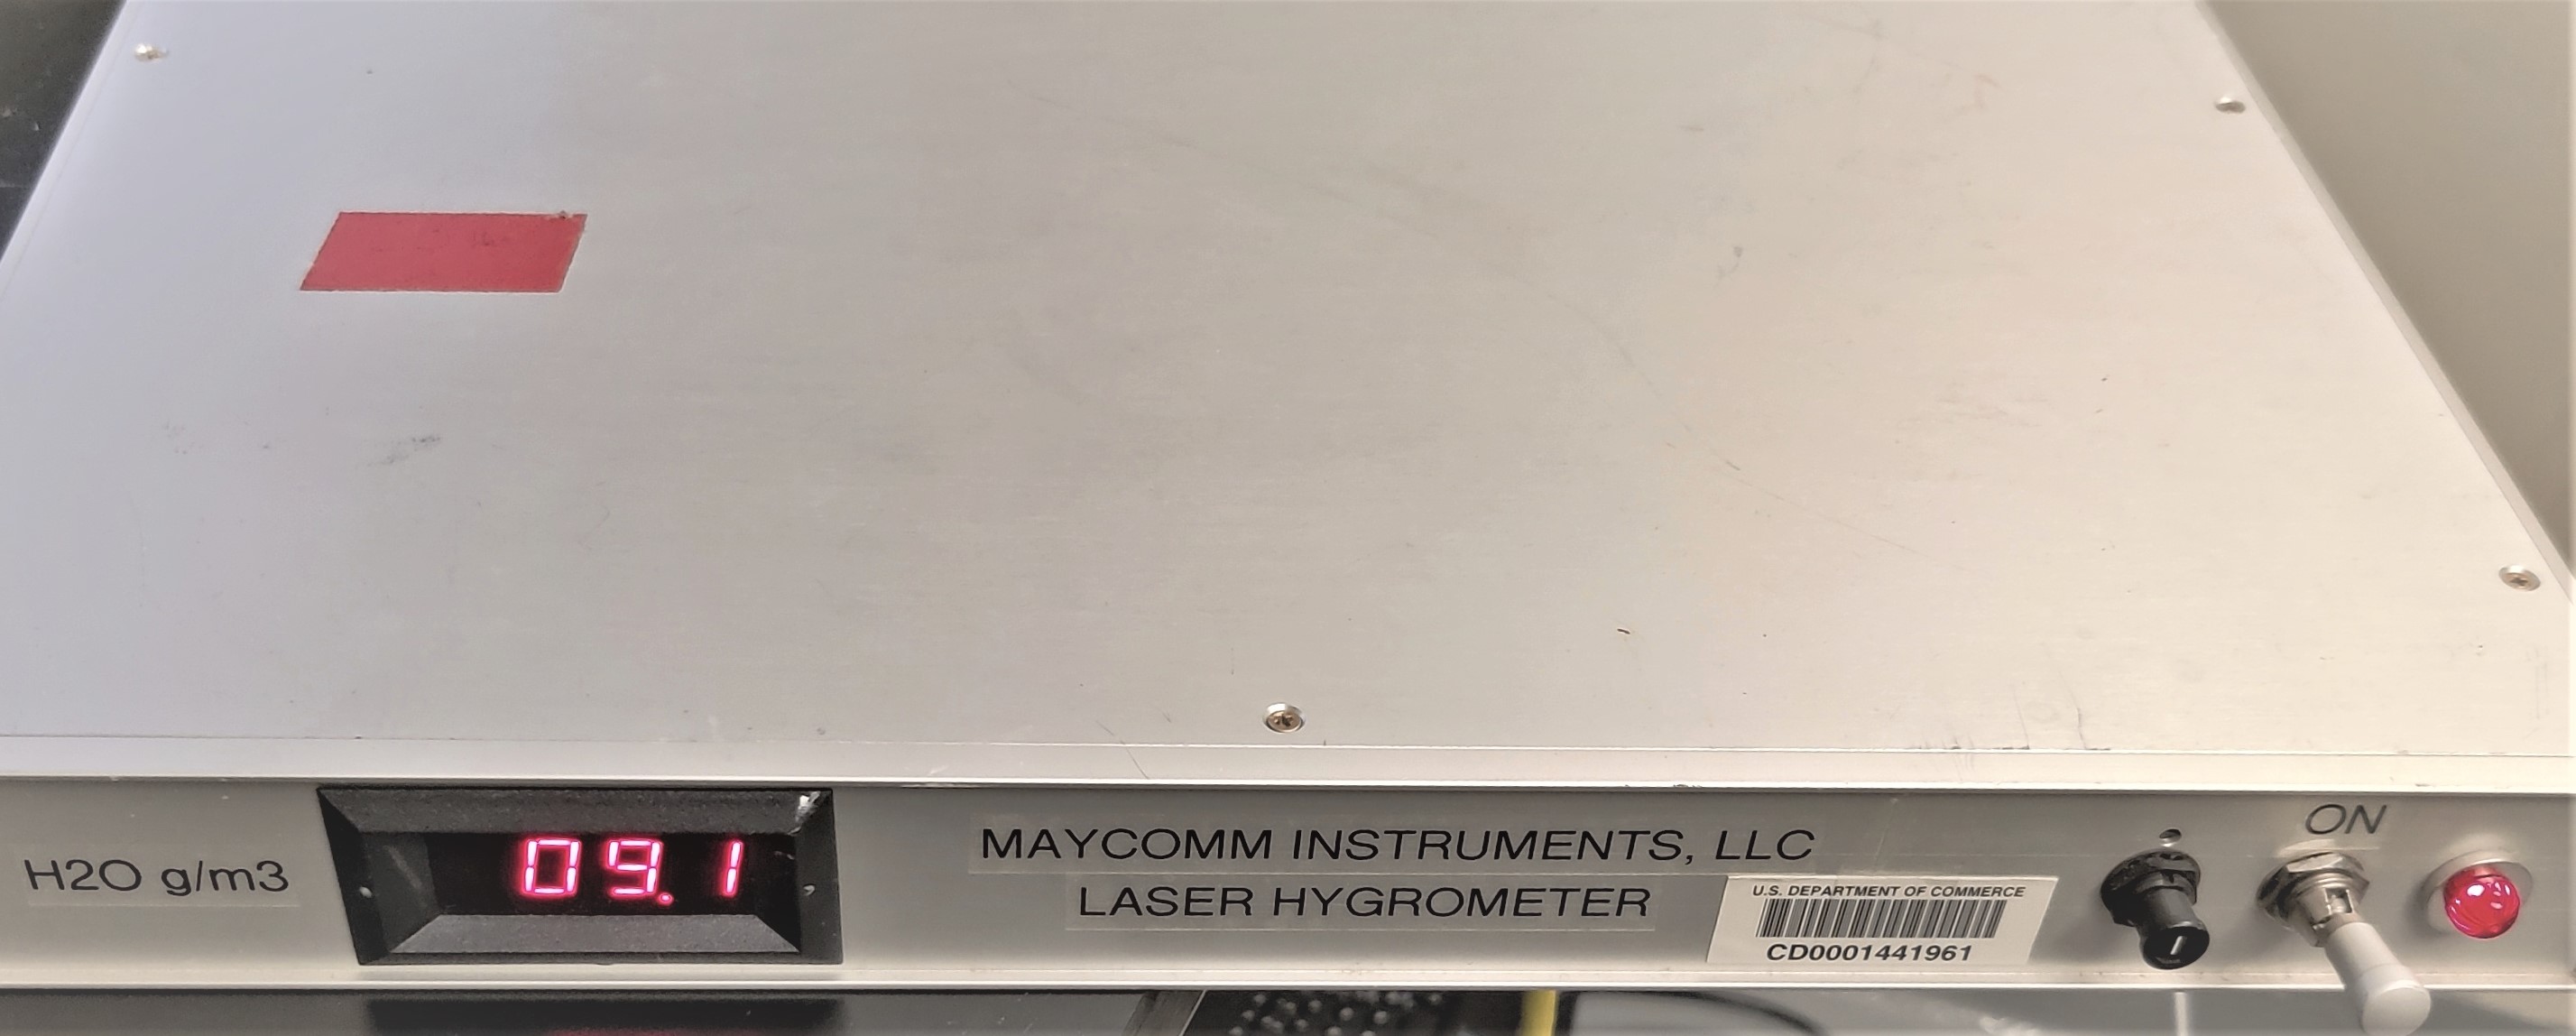 H2O g/m3
09.1
MAYCOMM INSTRUMENTS, LLC
LASER HYGROMETER
U.S. DEPARTMENT OF COMMERCE
CD0001441961
ON